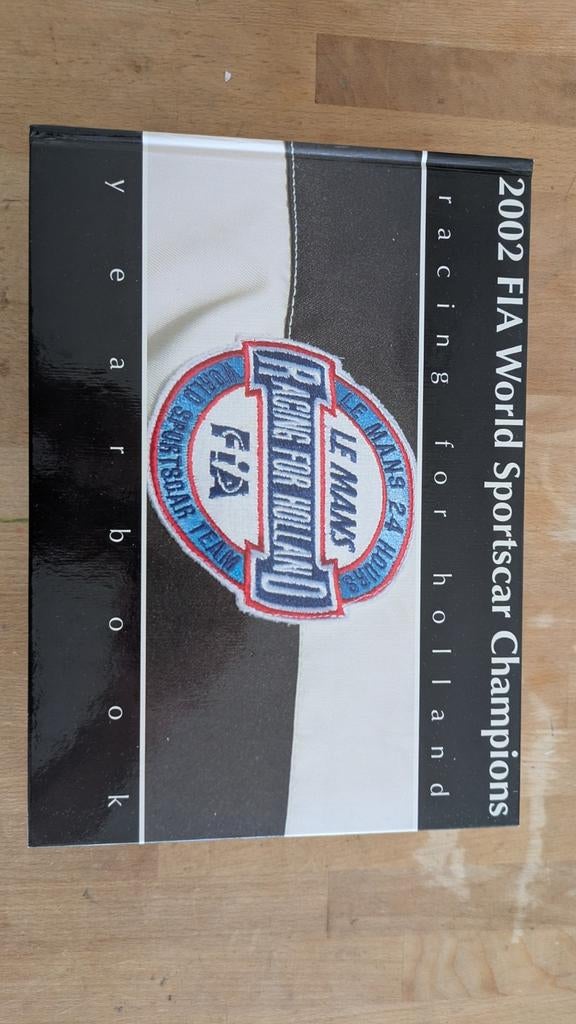 2002 FIA World Sportscar Champions
racing for holland
LE MANS 24 HOURS
LE MANS
RACING FOR HOLLAND
FiA
WORLD SPORTSCAR TEAM
yearbook